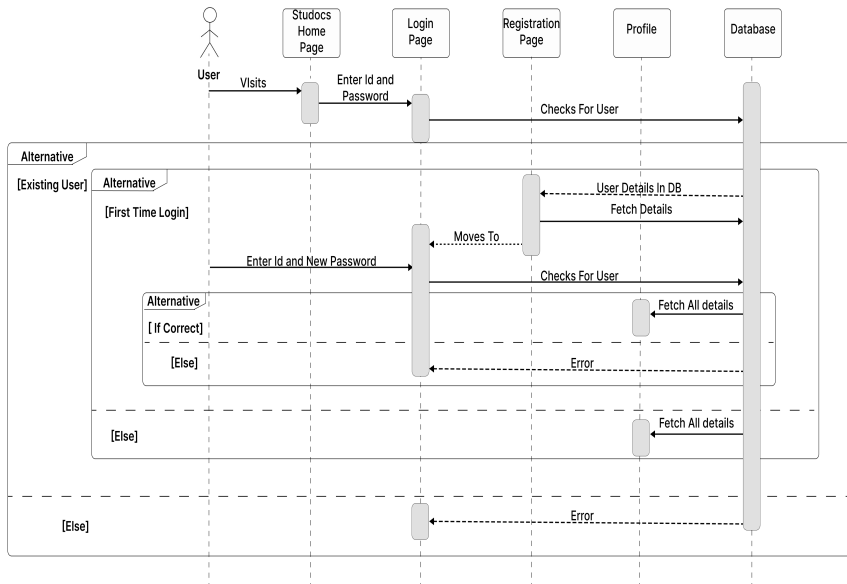 Studocs
Home
Page
Login
Page
Registration
Page
Profile
Database
User
VIsits
Enter Id and
Password
Checks For User
Alternative
[Existing User]
Alternative
[First Time Login]
User Details In DB
Fetch Details
Moves To
Enter Id and New Password
Checks For User
Alternative
[ If Correct]
Fetch All details
[Else]
Error
[Else]
Fetch All details
[Else]
Error